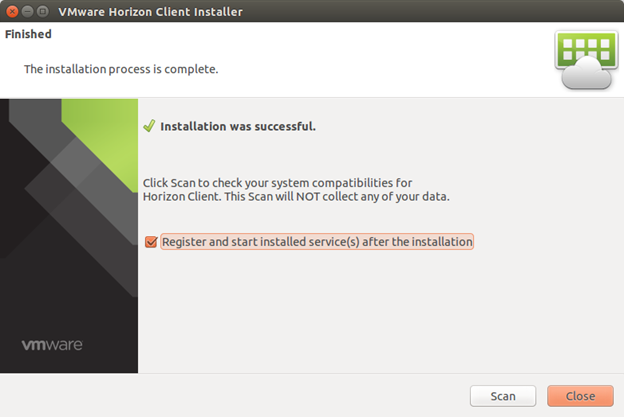 VMware Horizon Client Installer
Finished
The installation process is complete.
Installation was successful.
Click Scan to check your system compatibilities for
Horizon Client. This Scan will NOT collect any of your data.
Register and start installed service(s) after the installation
vmware
Scan
Close